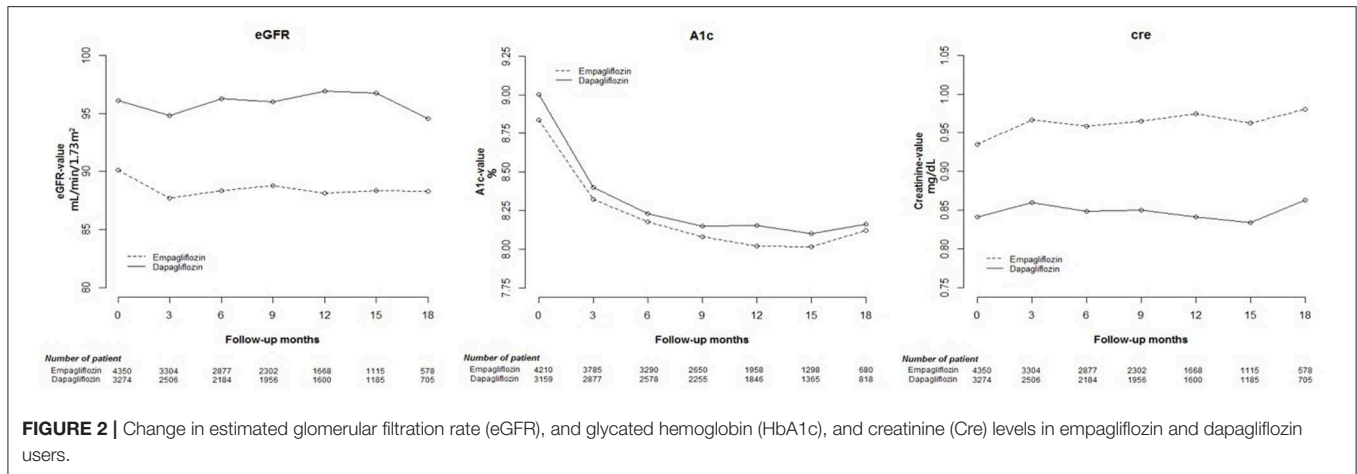 eGFR
100
95
90
85
80
eGFR-value
mL/min/1.73m²
Empagliflozin
Dapagliflozin
0 3 6 9 12 15 18
Follow-up months
Number of patient
Empagliflozin 4350 3304 2877 2302 1668 1115 578
Dapagliflozin 3274 2506 2184 1956 1600 1185 705
A1c
9.25
9.00
8.75
8.50
8.25
8.00
7.75
A1c-value
%
Empagliflozin
Dapagliflozin
0 3 6 9 12 15 18
Follow-up months
Number of patient
Empagliflozin 4210 3785 3290 2650 1958 1298 680
Dapagliflozin 3159 2877 2578 2255 1846 1365 818
cre
1.05
1.00
0.95
0.90
0.85
0.80
0.75
Creatinine-value
mg/dL
Empagliflozin
Dapagliflozin
0 3 6 9 12 15 18
Follow-up months
Number of patient
Empagliflozin 4350 3304 2877 2302 1668 1115 578
Dapagliflozin 3274 2506 2184 1956 1600 1185 705
FIGURE 2 | Change in estimated glomerular filtration rate (eGFR), and glycated hemoglobin (HbA1c), and creatinine (Cre) levels in empagliflozin and dapagliflozin
users.